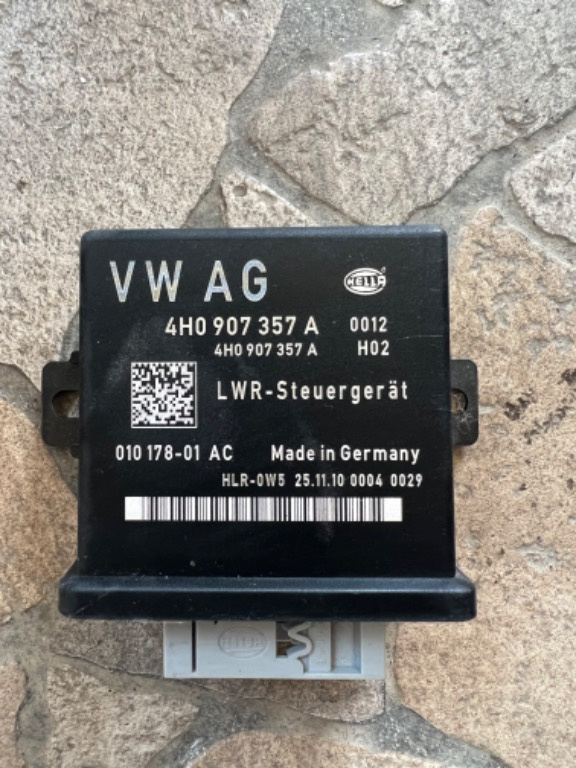 VW AG HELLA
4H0 907 357 A 0012
4H0 907 357 A H02
LWR-Steuergerät
010 178-01 AC Made in Germany
HLR-0W5 25.11.10 0004 0029
HELLA